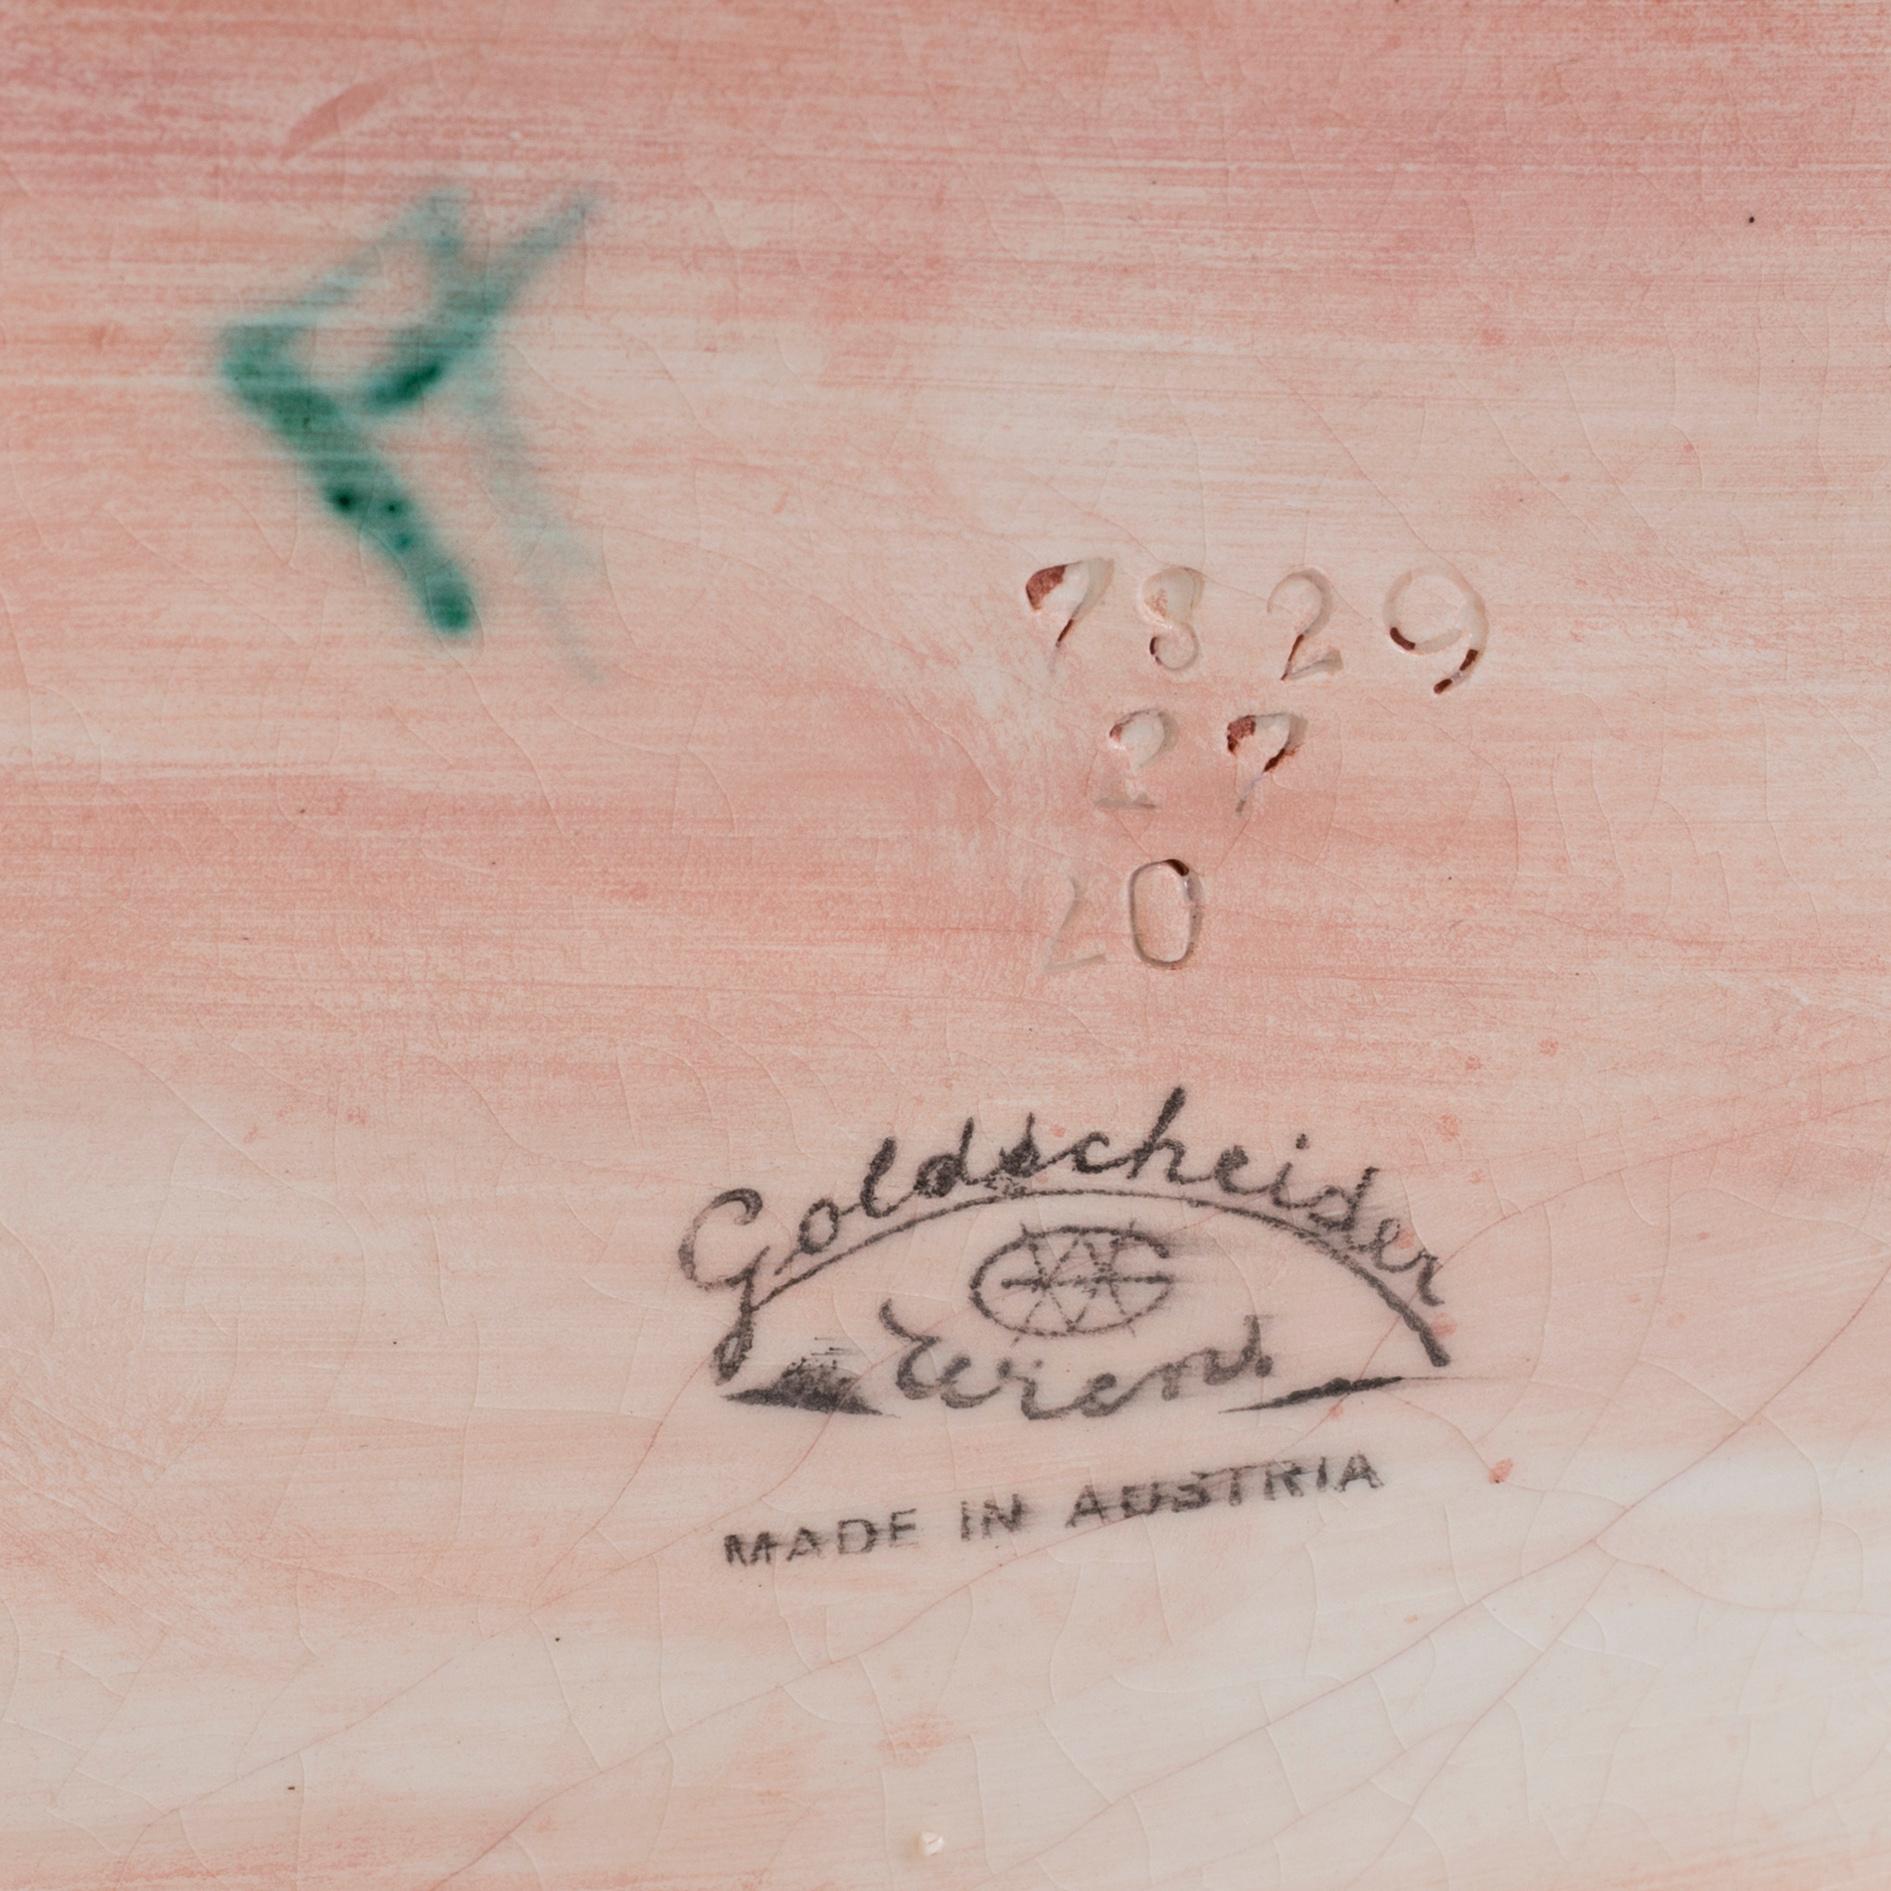 7829
27
20
Goldscheider
Wien
MADE IN AUSTRIA